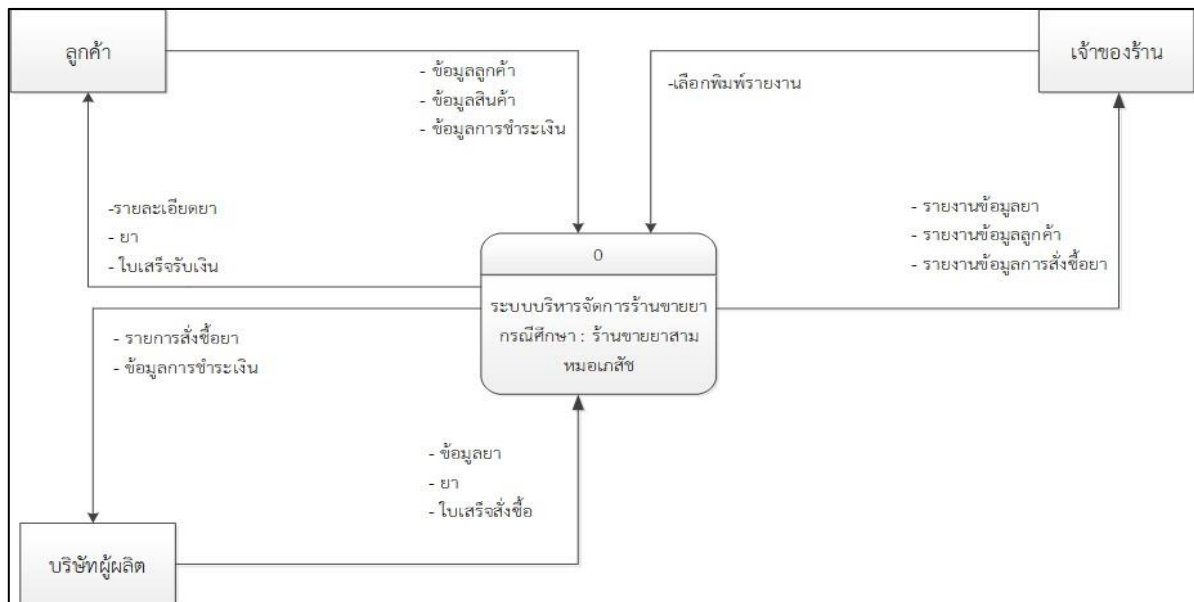 ลูกค้า
เจ้าของร้าน
- ข้อมูลลูกค้า
- ข้อมูลสินค้า
- ข้อมูลการชำระเงิน
-เลือกพิมพ์รายงาน
-รายละเอียดยา
- ยา
- ใบเสร็จรับเงิน
- รายงานข้อมูลยา
- รายงานข้อมูลลูกค้า
- รายงานข้อมูลการสั่งซื้อยา
0
ระบบบริหารจัดการร้านขายยา
กรณีศึกษา : ร้านขายยาสาม
หมอเภสัช
- รายการสั่งซื้อยา
- ข้อมูลการชำระเงิน
- ข้อมูลยา
- ยา
- ใบเสร็จสั่งซื้อ
บริษัทผู้ผลิต